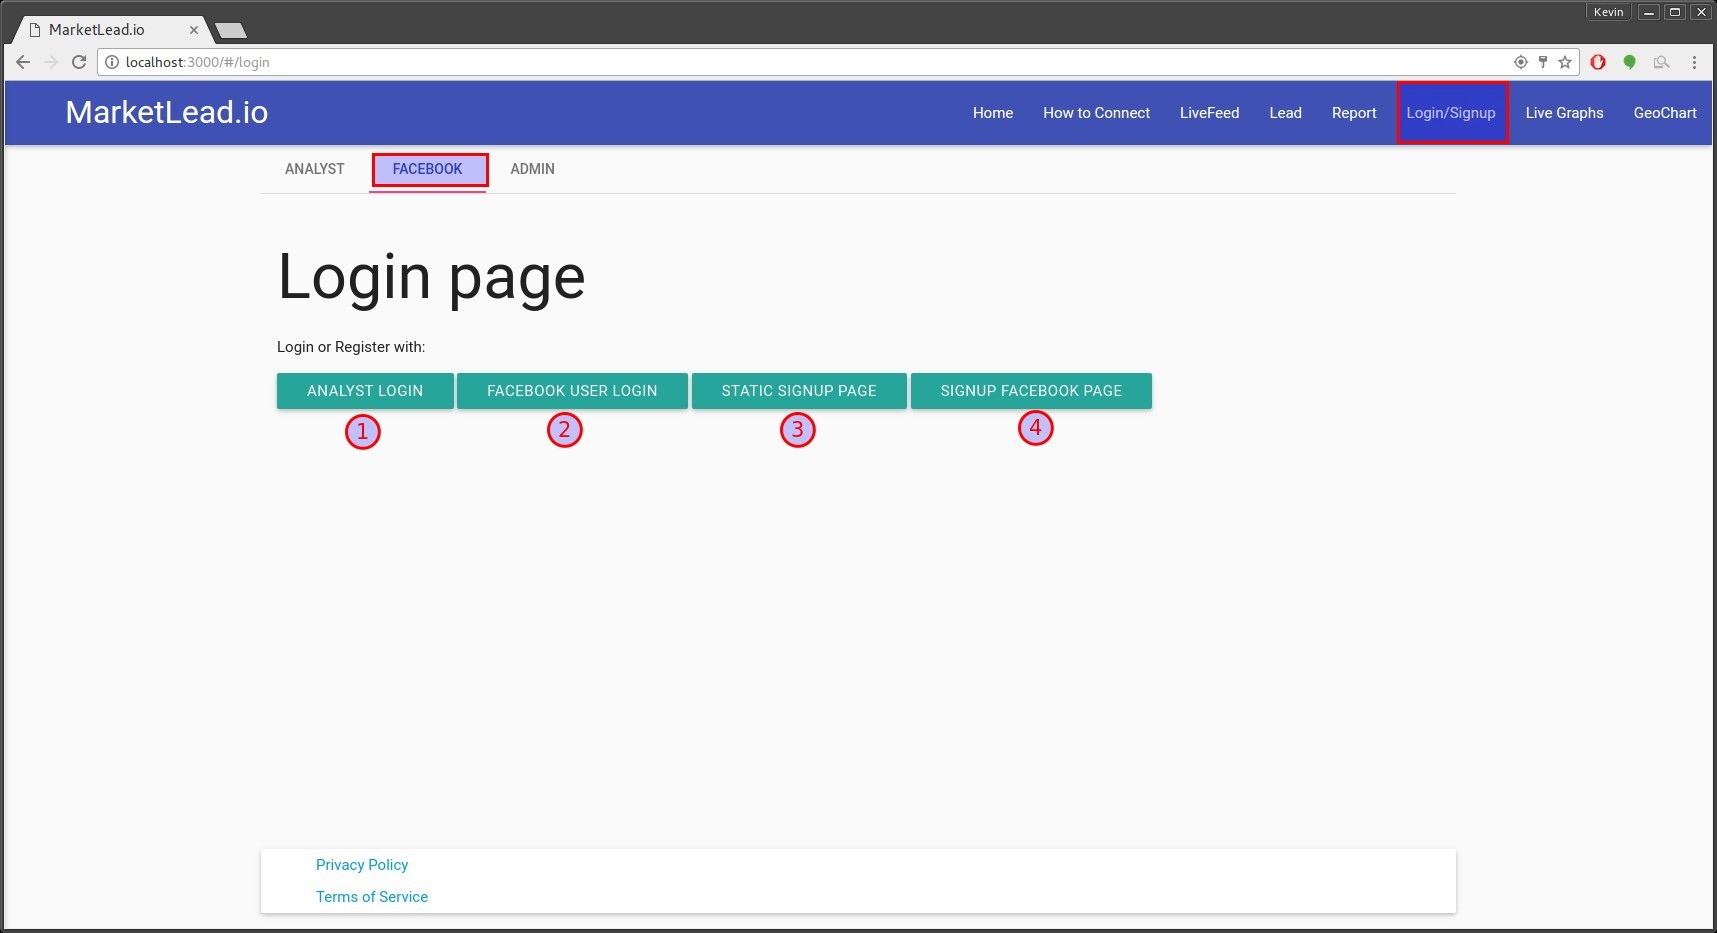 Kevin
MarketLead.io
localhost:3000/#/login
MarketLead.io Home How to Connect LiveFeed Lead Report Login/Signup Live Graphs GeoChart
ANALYST FACEBOOK ADMIN
Login page
Login or Register with:
ANALYST LOGIN FACEBOOK USER LOGIN STATIC SIGNUP PAGE SIGNUP FACEBOOK PAGE
1 2 3 4
Privacy Policy
Terms of Service